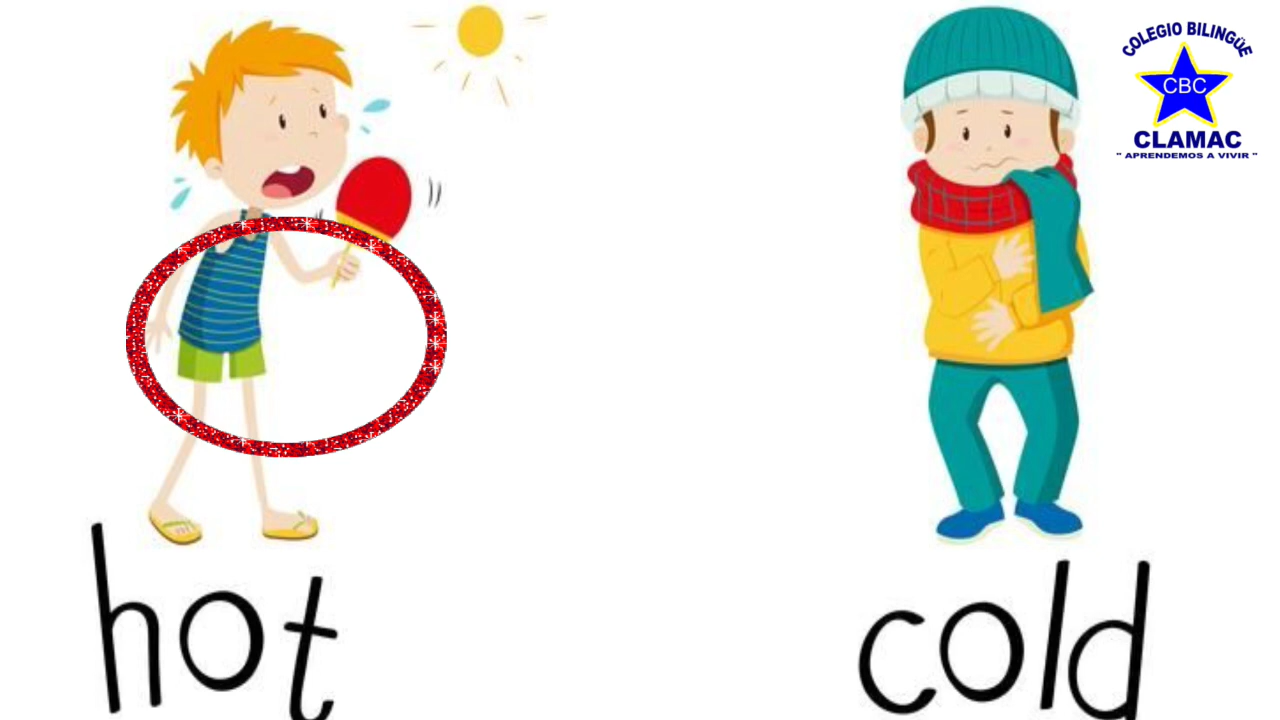 COLEGIO BILINGÜE
CBC
CLAMAC
" APRENDEMOS A VIVIR "
hot
cold